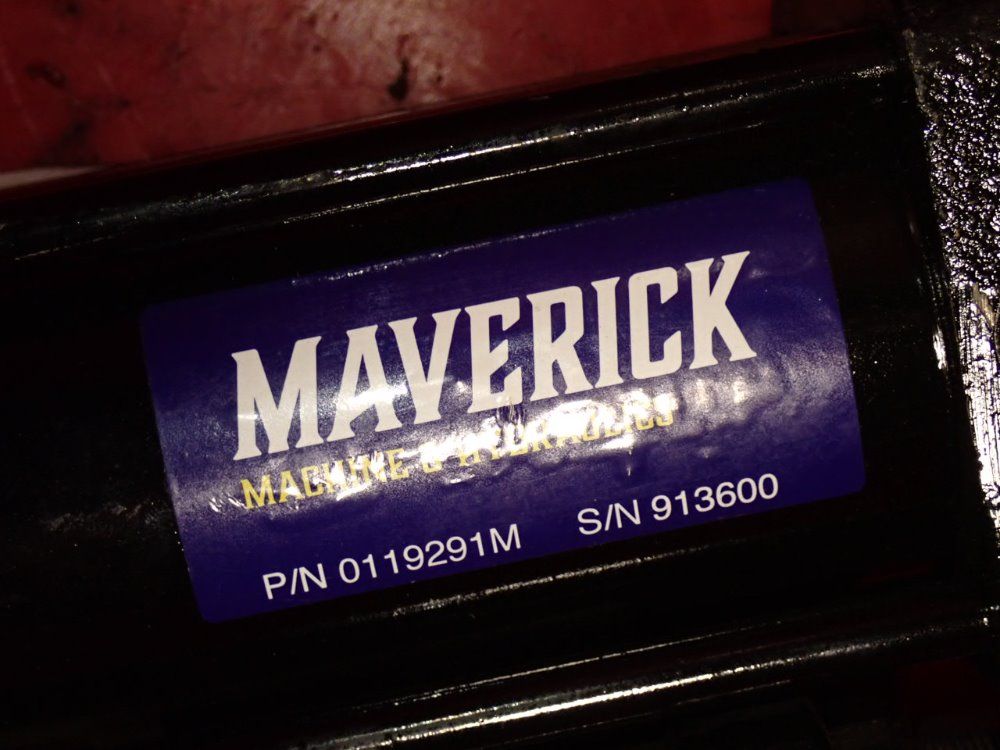 MAVERICK
MACHINE & HYDRAULICS
P/N 0119291M S/N 913600